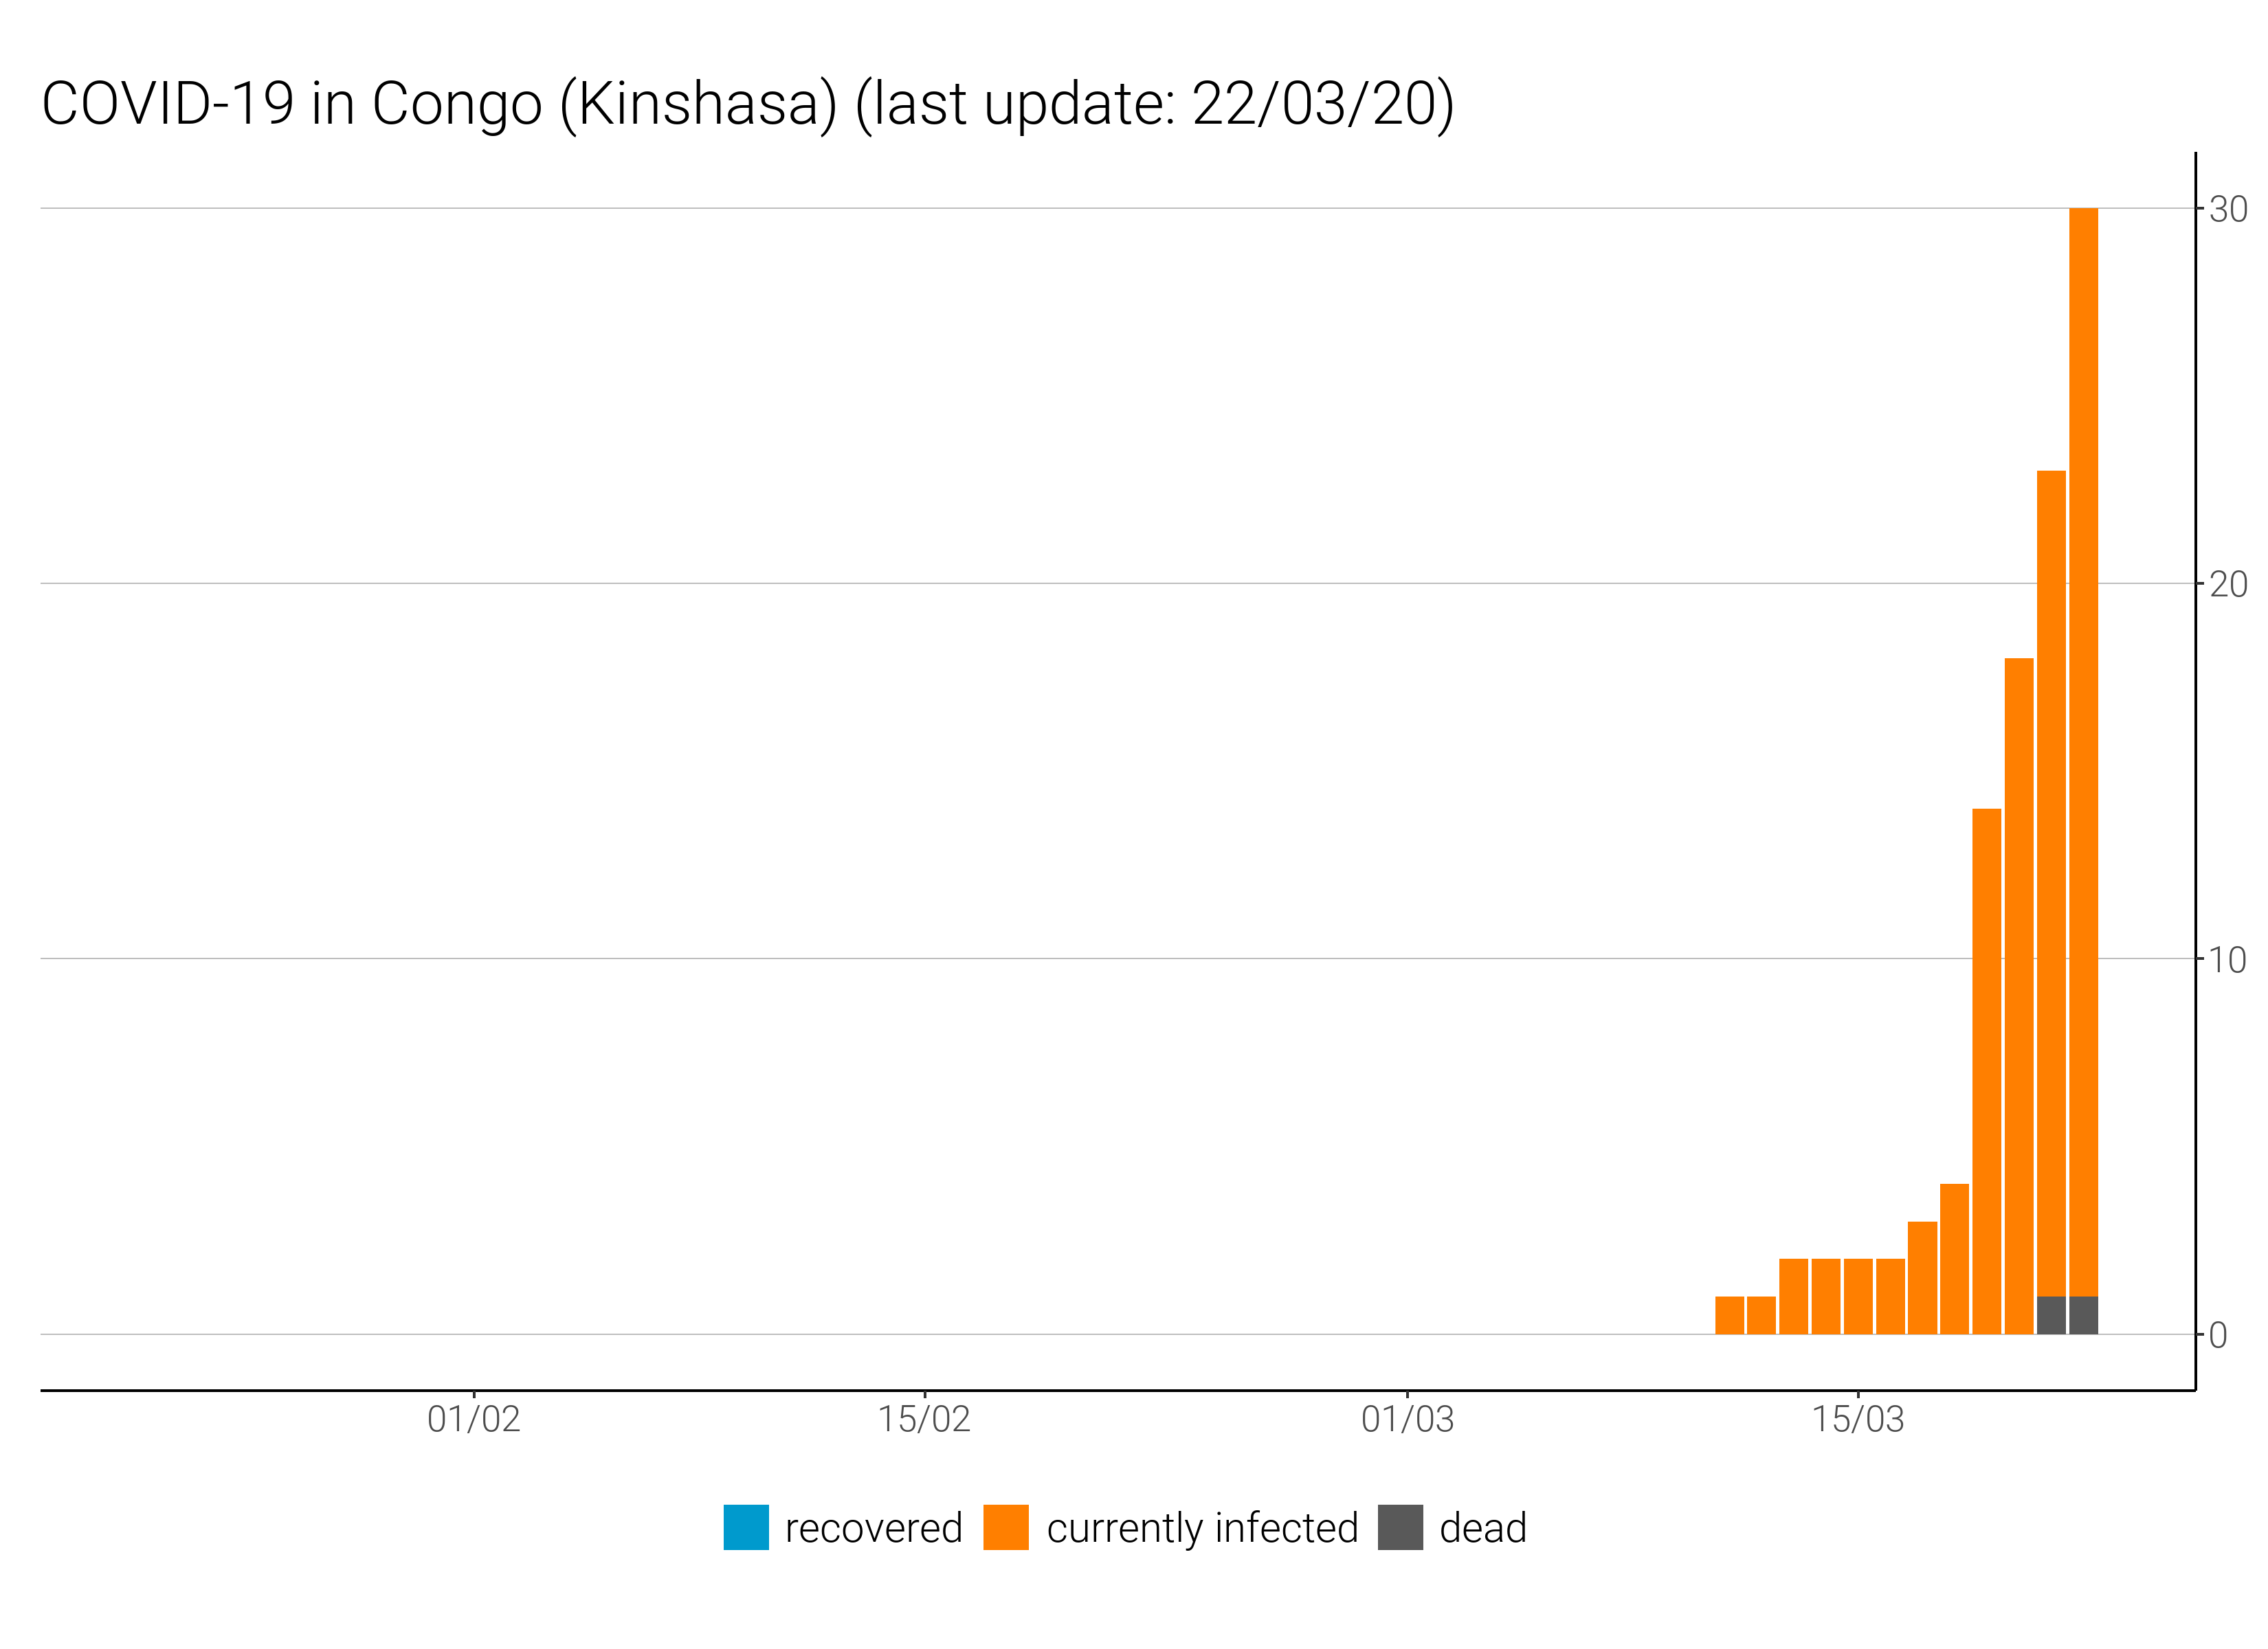 COVID-19 in Congo (Kinshasa) (last update: 22/03/20)
30
20
10
0
01/02 15/02 01/03 15/03
recovered currently infected dead